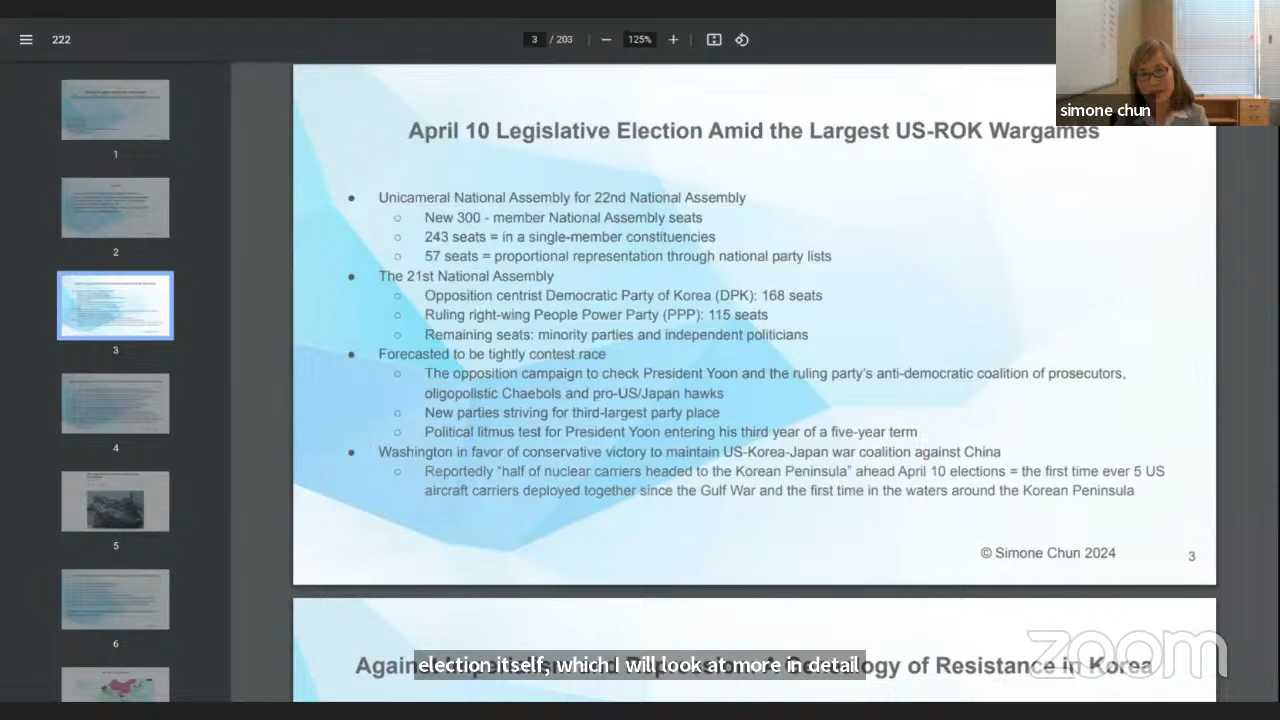 222
3 / 203
125%
simone chun
1
2
3
4
5
6
April 10 Legislative Election Amid the Largest US-ROK Wargames
Unicameral National Assembly for 22nd National Assembly
New 300 - member National Assembly seats
243 seats = in a single-member constituencies
57 seats = proportional representation through national party lists
The 21st National Assembly
Opposition centrist Democratic Party of Korea (DPK): 168 seats
Ruling right-wing People Power Party (PPP): 115 seats
Remaining seats: minority parties and independent politicians
Forecasted to be tightly contest race
The opposition campaign to check President Yoon and the ruling party's anti-democratic coalition of prosecutors,
oligopolistic Chaebols and pro-US/Japan hawks
New parties striving for third-largest party place
Political litmus test for President Yoon entering his third year of a five-year term
Washington in favor of conservative victory to maintain US-Korea-Japan war coalition against China
Reportedly "half of nuclear carriers headed to the Korean Peninsula" ahead April 10 elections = the first time ever 5 US
aircraft carriers deployed together since the Gulf War and the first time in the waters around the Korean Peninsula
© Simone Chun 2024
3
of Resistance in Korea
election itself, which I will look at more in detail
zoom